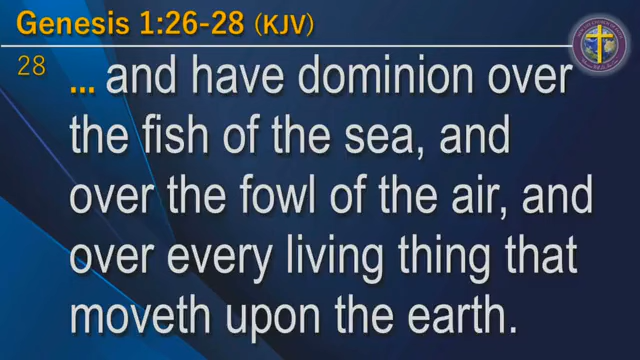 Genesis 1:26-28 (KJV)
28 ... and have dominion over
the fish of the sea, and
over the fowl of the air, and
over every living thing that
moveth upon the earth.